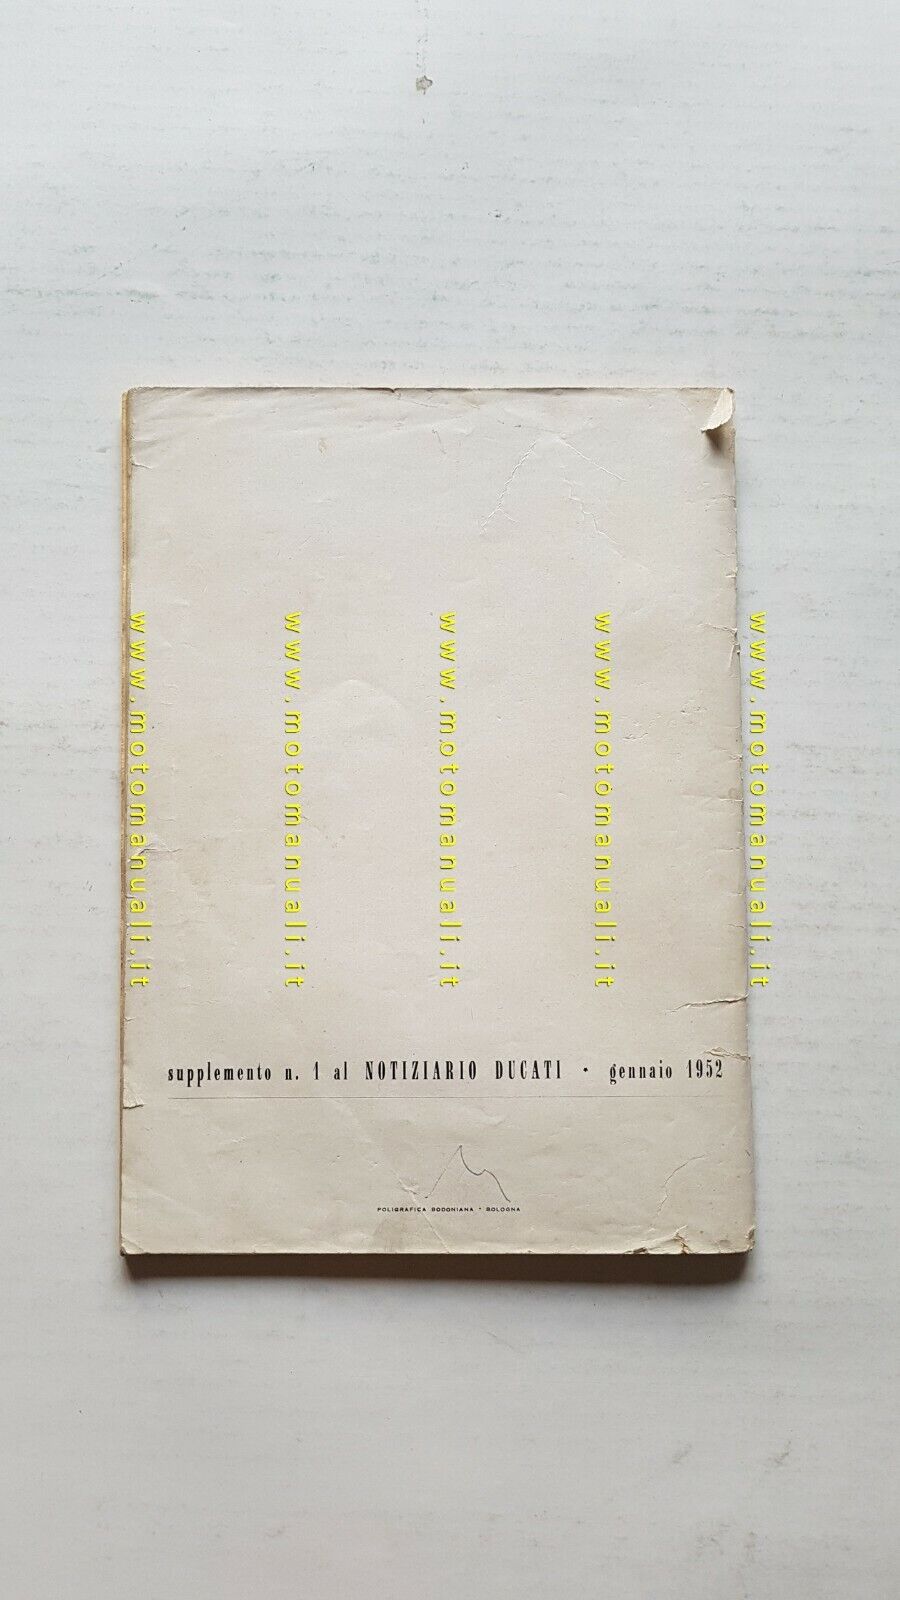 www.motomanuali.it
www.motomanuali.it
www.motomanuali.it
www.motomanuali.it
www.motomanuali.it
supplemento n. 1 al NOTIZIARIO DUCATI • gennaio 1952
POLIGRAFICA BODONIANA • BOLOGNA